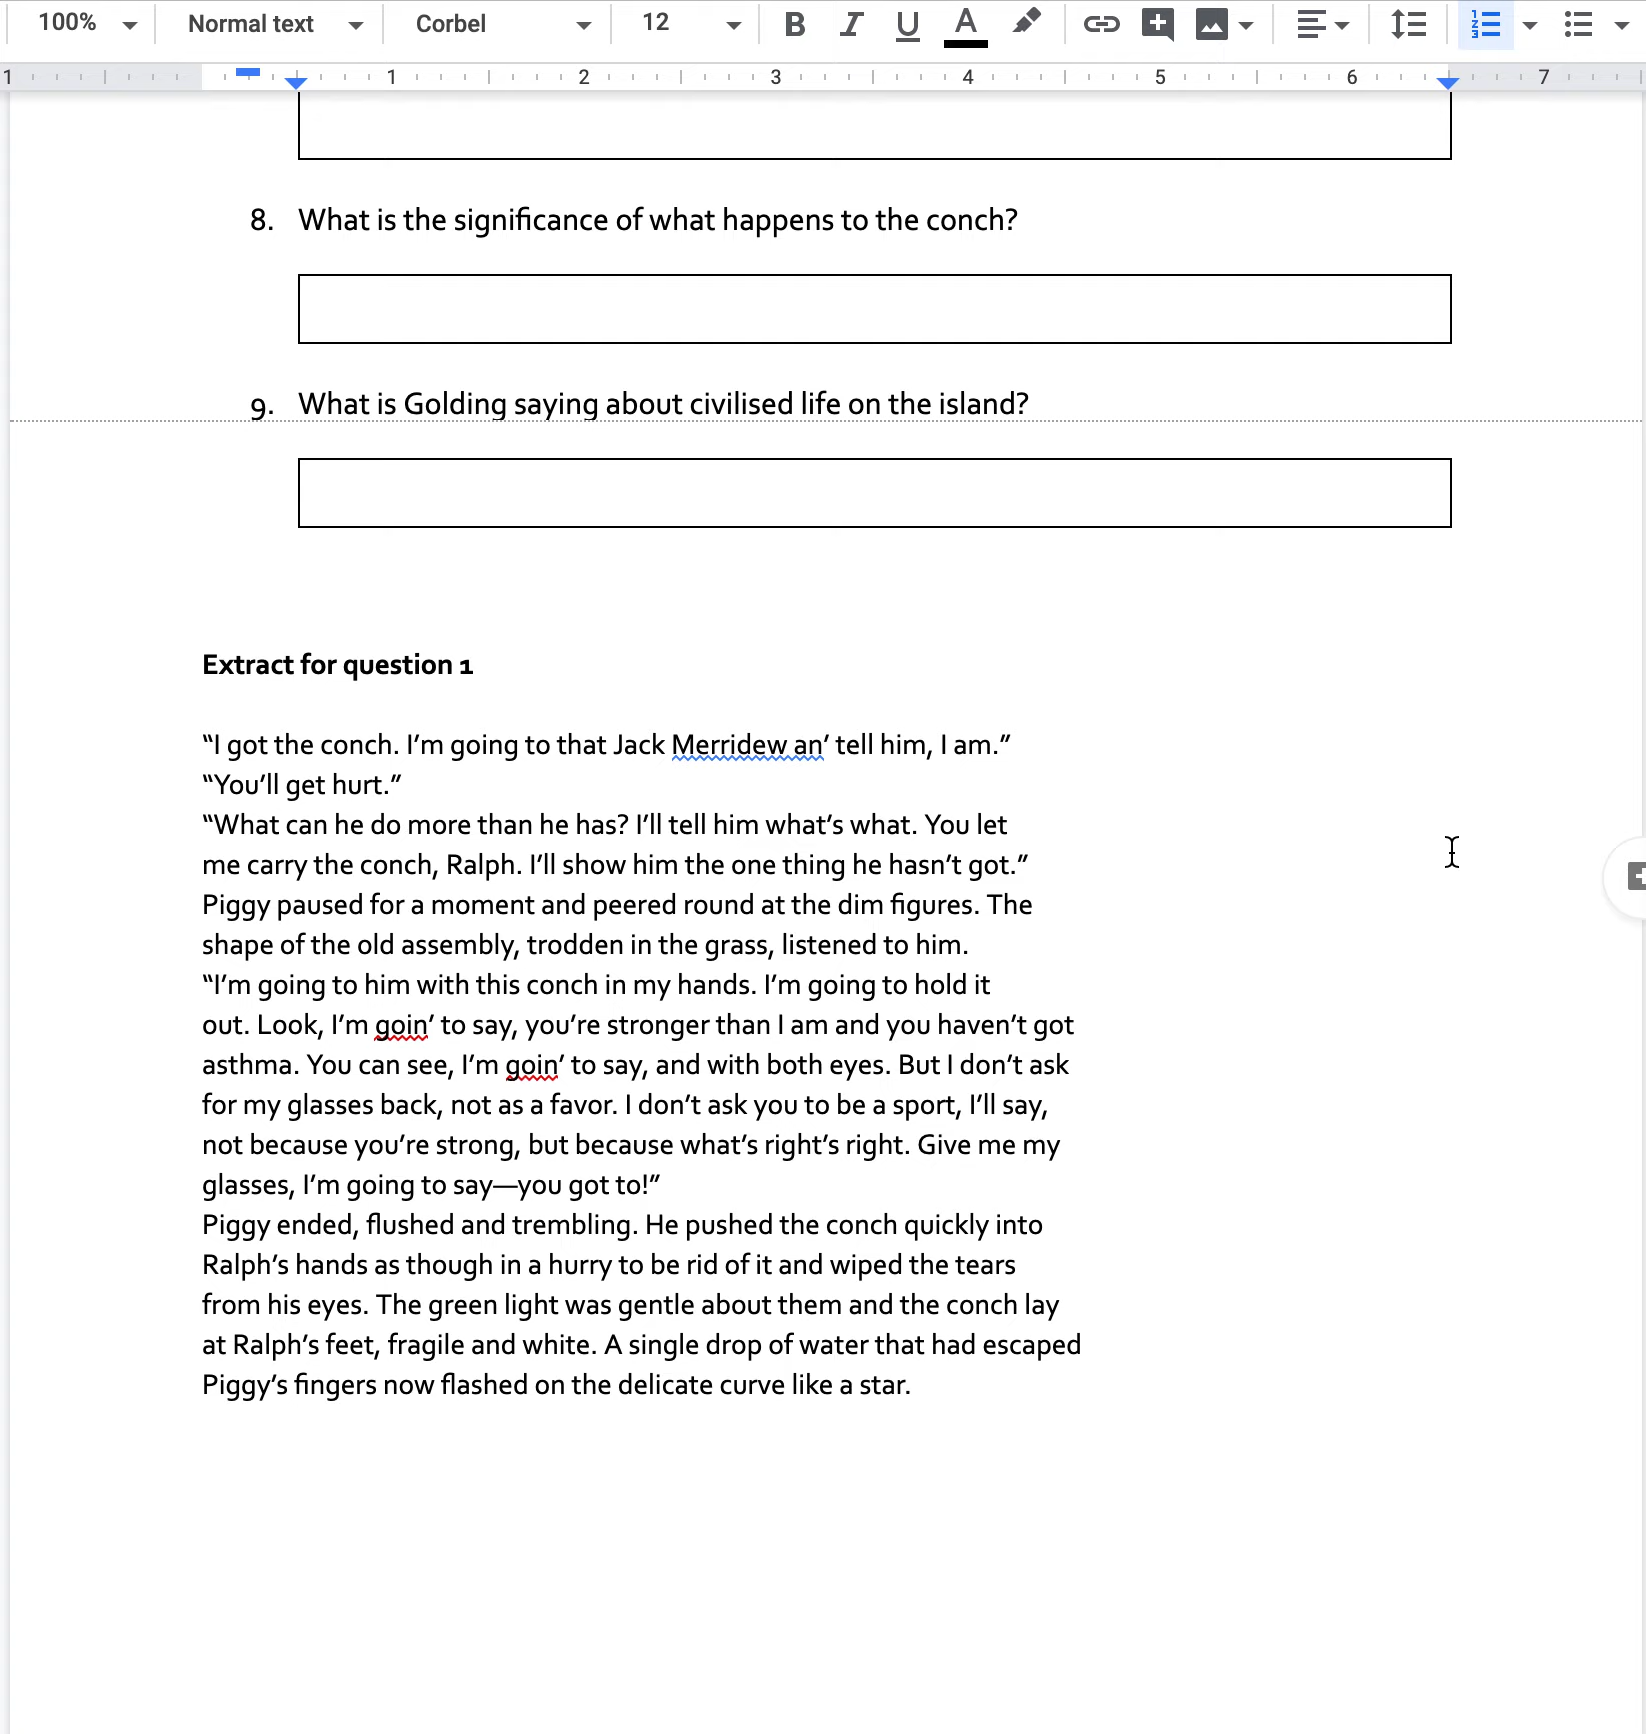 100% Normal text Corbel 12 B I U A
1 1 2 3 4 5 6 7
8. What is the significance of what happens to the conch?
9. What is Golding saying about civilised life on the island?
Extract for question 1
“I got the conch. I’m going to that Jack Merridew an’ tell him, I am.”
“You’ll get hurt.”
“What can he do more than he has? I’ll tell him what’s what. You let
me carry the conch, Ralph. I’ll show him the one thing he hasn’t got.”
Piggy paused for a moment and peered round at the dim figures. The
shape of the old assembly, trodden in the grass, listened to him.
“I’m going to him with this conch in my hands. I’m going to hold it
out. Look, I’m goin’ to say, you’re stronger than I am and you haven’t got
asthma. You can see, I’m goin’ to say, and with both eyes. But I don’t ask
for my glasses back, not as a favor. I don’t ask you to be a sport, I’ll say,
not because you’re strong, but because what’s right’s right. Give me my
glasses, I’m going to say—you got to!”
Piggy ended, flushed and trembling. He pushed the conch quickly into
Ralph’s hands as though in a hurry to be rid of it and wiped the tears
from his eyes. The green light was gentle about them and the conch lay
at Ralph’s feet, fragile and white. A single drop of water that had escaped
Piggy’s fingers now flashed on the delicate curve like a star.